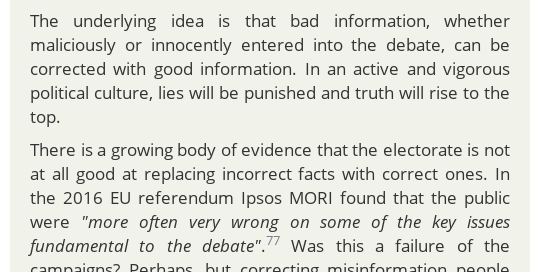 The underlying idea is that bad information, whether
maliciously or innocently entered into the debate, can be
corrected with good information. In an active and vigorous
political culture, lies will be punished and truth will rise to the
top.
There is a growing body of evidence that the electorate is not
at all good at replacing incorrect facts with correct ones. In
the 2016 EU referendum Ipsos MORI found that the public
were "more often very wrong on some of the key issues
fundamental to the debate".77 Was this a failure of the
campaigns? Perhaps, but correcting misinformation people